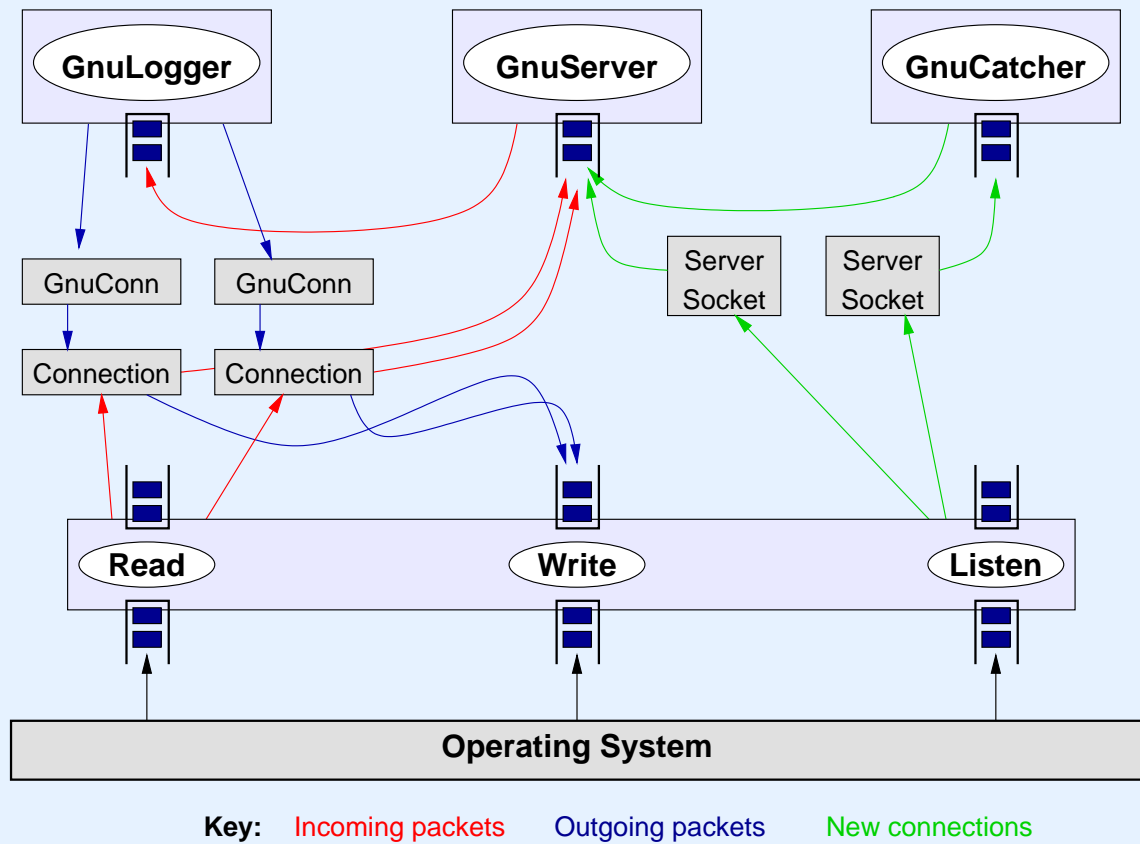 GnuLogger
GnuServer
GnuCatcher
Server
Socket
Server
Socket
GnuConn
GnuConn
Connection
Connection
Read
Write
Listen
Operating System
Key: Incoming packets Outgoing packets New connections